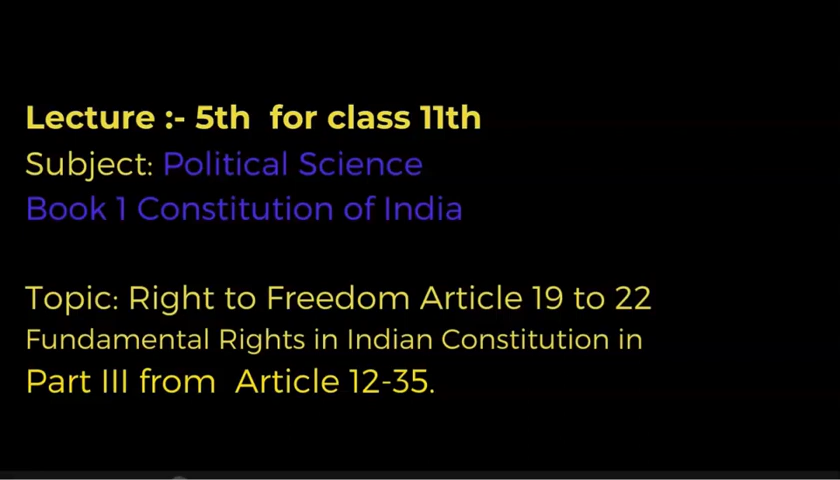 Lecture :- 5th for class 11th
Subject: Political Science
Book 1 Constitution of India
Topic: Right to Freedom Article 19 to 22
Fundamental Rights in Indian Constitution in
Part III from Article 12-35.